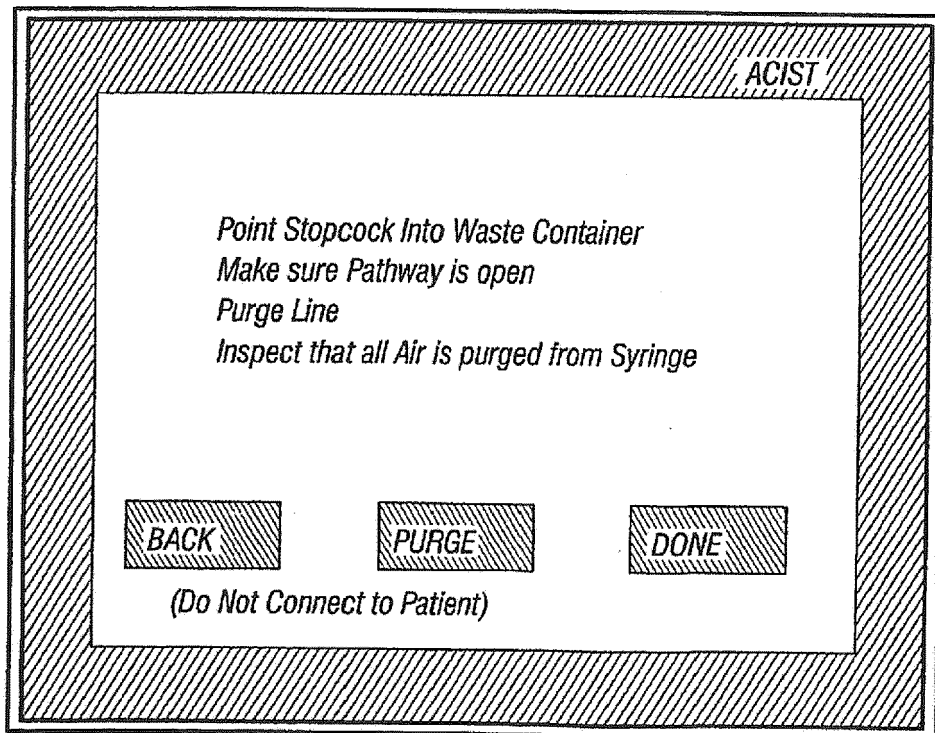 ACIST
Point Stopcock Into Waste Container
Make sure Pathway is open
Purge Line
Inspect that all Air is purged from Syringe
BACK PURGE DONE
(Do Not Connect to Patient)